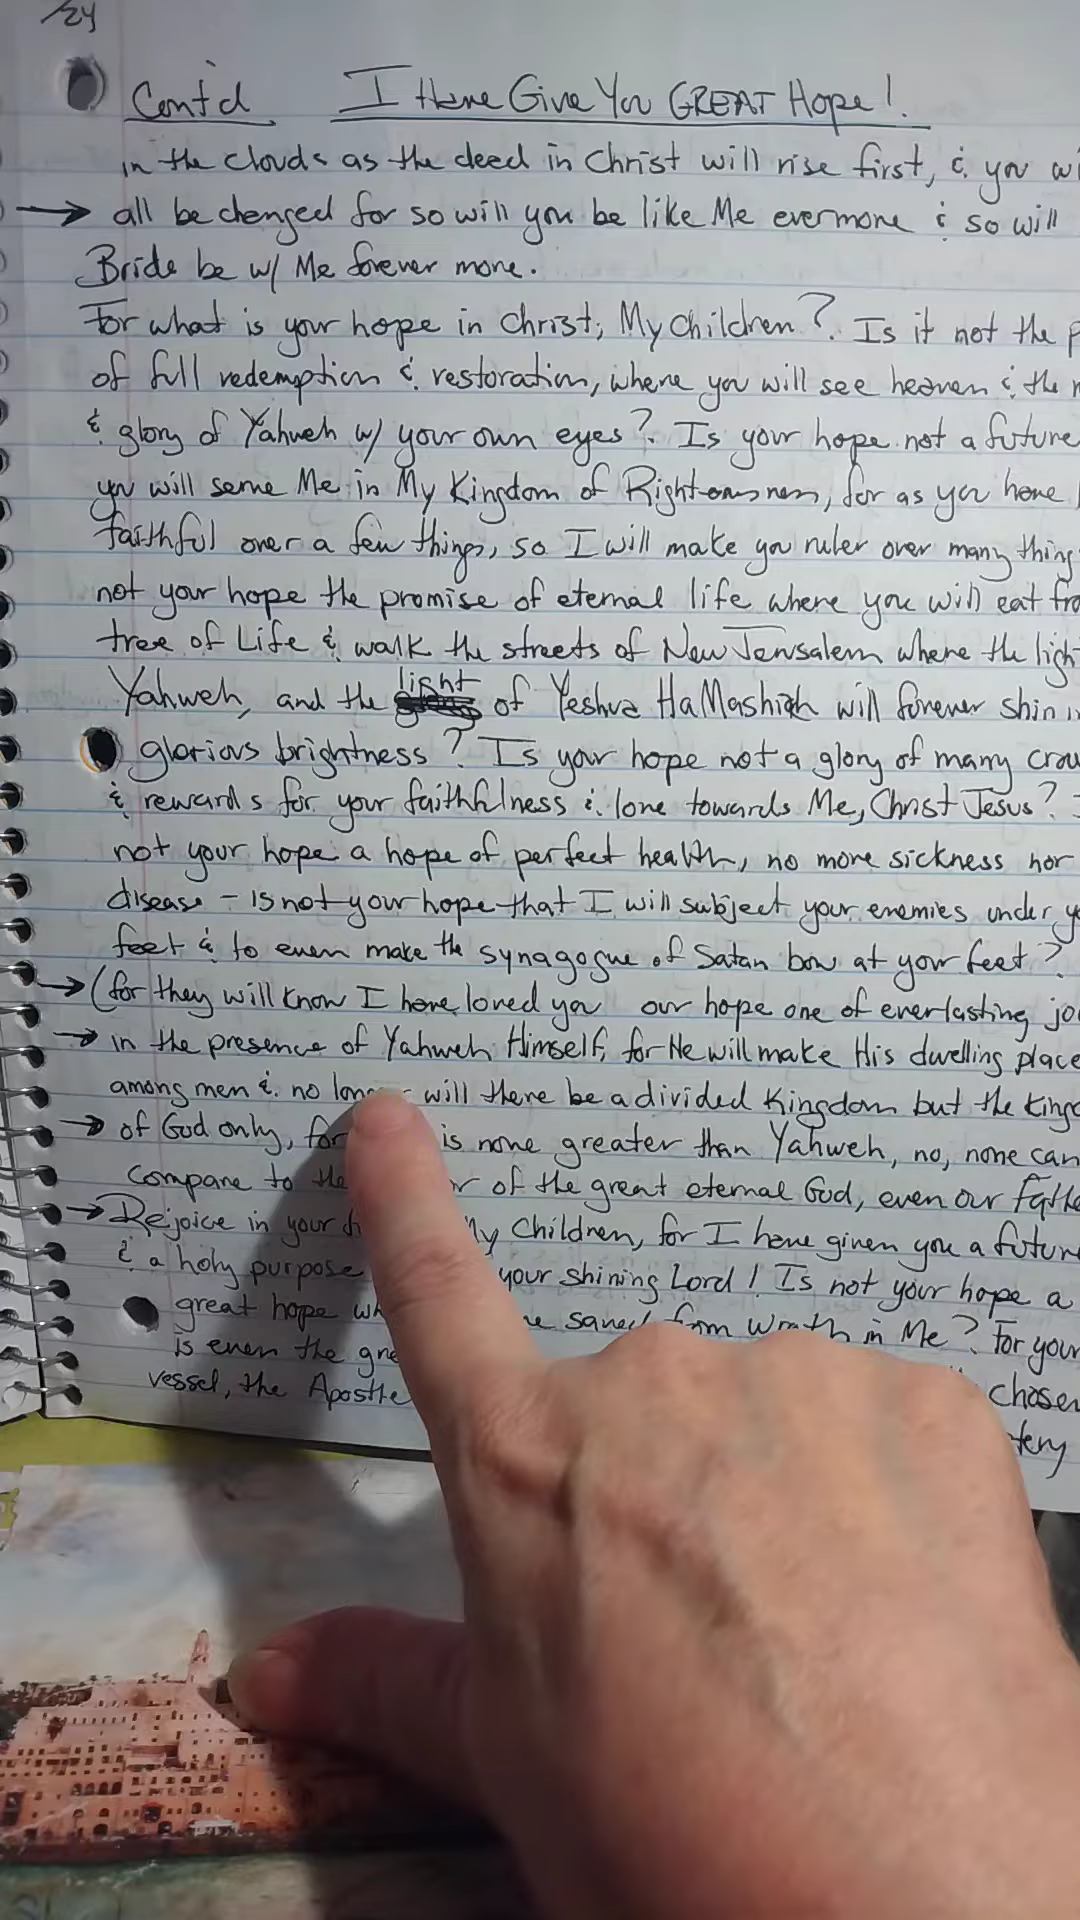 /24
Cont'd I Have Give You GREAT Hope!
in the clouds as the dead in Christ will rise first, & you wi
→ all be changed for so will you be like Me evermore & so will
Bride be w/ Me forever more.
For what is your hope in Christ, My Children? Is it not the p
of full redemption & restoration, where you will see heaven & the
& glory of Yahweh w/ your own eyes? Is your hope not a future
you will serve Me in My Kingdom of Righteousness, for as you have
faithful over a few things, so I will make you ruler over many thing
not your hope the promise of eternal life where you will eat fro
tree of Life & walk the streets of New Jerusalem where the ligh
Yahweh, and the light of Yeshua HaMashiach will forever shin in
glorious brightness? Is your hope not a glory of many crow
& rewards for your faithfulness & love towards Me, Christ Jesus?
not your hope a hope of perfect health, no more sickness nor
disease - is not your hope that I will subject your enemies under yo
feet & to even make the synagogue of Satan bow at your feet?
→ (for they will know I have loved you our hope one of everlasting jo
→ in the presence of Yahweh Himself, for He will make His dwelling place
among men & no longer will there be a divided Kingdom but the Kingd
→ of God only, for is none greater than Yahweh, no, none can
compare to the of the great eternal God, even our Fathe
→ Rejoice in your My Children, for I have given you a future
& a holy purpose your shining Lord! Is not your hope a
great hope saved from wrath in Me? For your
is even the
vessel, the Apostle chosen